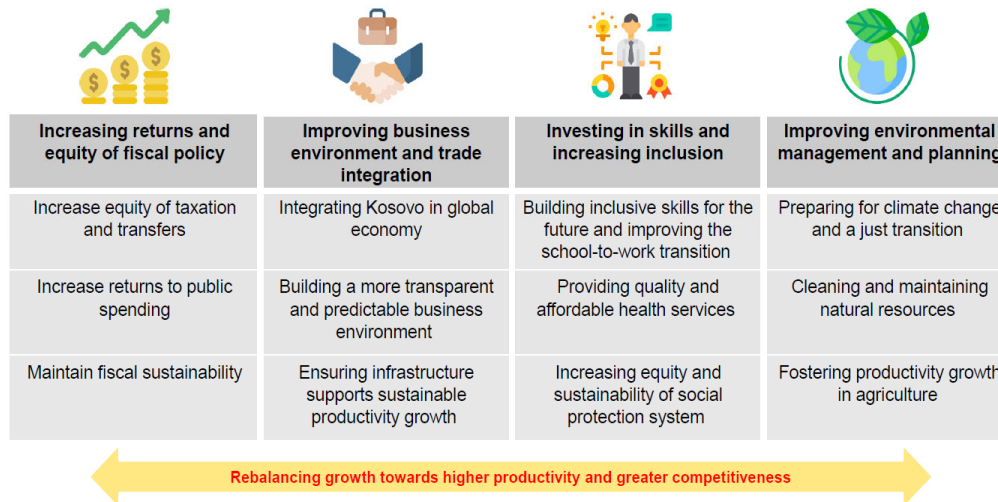 Increasing returns and
equity of fiscal policy
Improving business
environment and trade
integration
Investing in skills and
increasing inclusion
Improving environmental
management and planning
Increase equity of taxation
and transfers
Integrating Kosovo in global
economy
Building inclusive skills for the
future and improving the
school-to-work transition
Preparing for climate change
and a just transition
Increase returns to public
spending
Building a more transparent
and predictable business
environment
Providing quality and
affordable health services
Cleaning and maintaining
natural resources
Maintain fiscal sustainability
Ensuring infrastructure
supports sustainable
productivity growth
Increasing equity and
sustainability of social
protection system
Fostering productivity growth
in agriculture
Rebalancing growth towards higher productivity and greater competitiveness